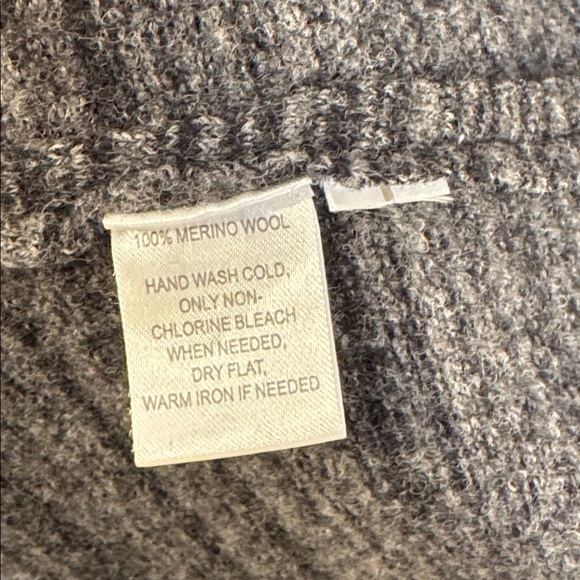 100% MERINO WOOL
HAND WASH COLD,
ONLY NON-
CHLORINE BLEACH
WHEN NEEDED,
DRY FLAT,
WARM IRON IF NEEDED